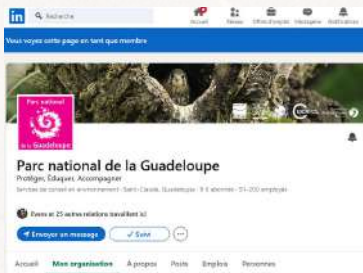 in
Recherche
Accueil
Réseau
Offres d'emploi
Messagerie
Notifications
Vous voyez cette page en tant que membre
Parc national
de la Guadeloupe
Parc national de la Guadeloupe
Protéger, Éduquer, Accompagner
Services de conseil en environnement · Saint-Claude, Guadeloupe · abonnés · 51-200 employés
et 25 autres relations travaillent ici
Envoyer un message
Suivi
Accueil
Mon organisation
À propos
Posts
Emplois
Personnes